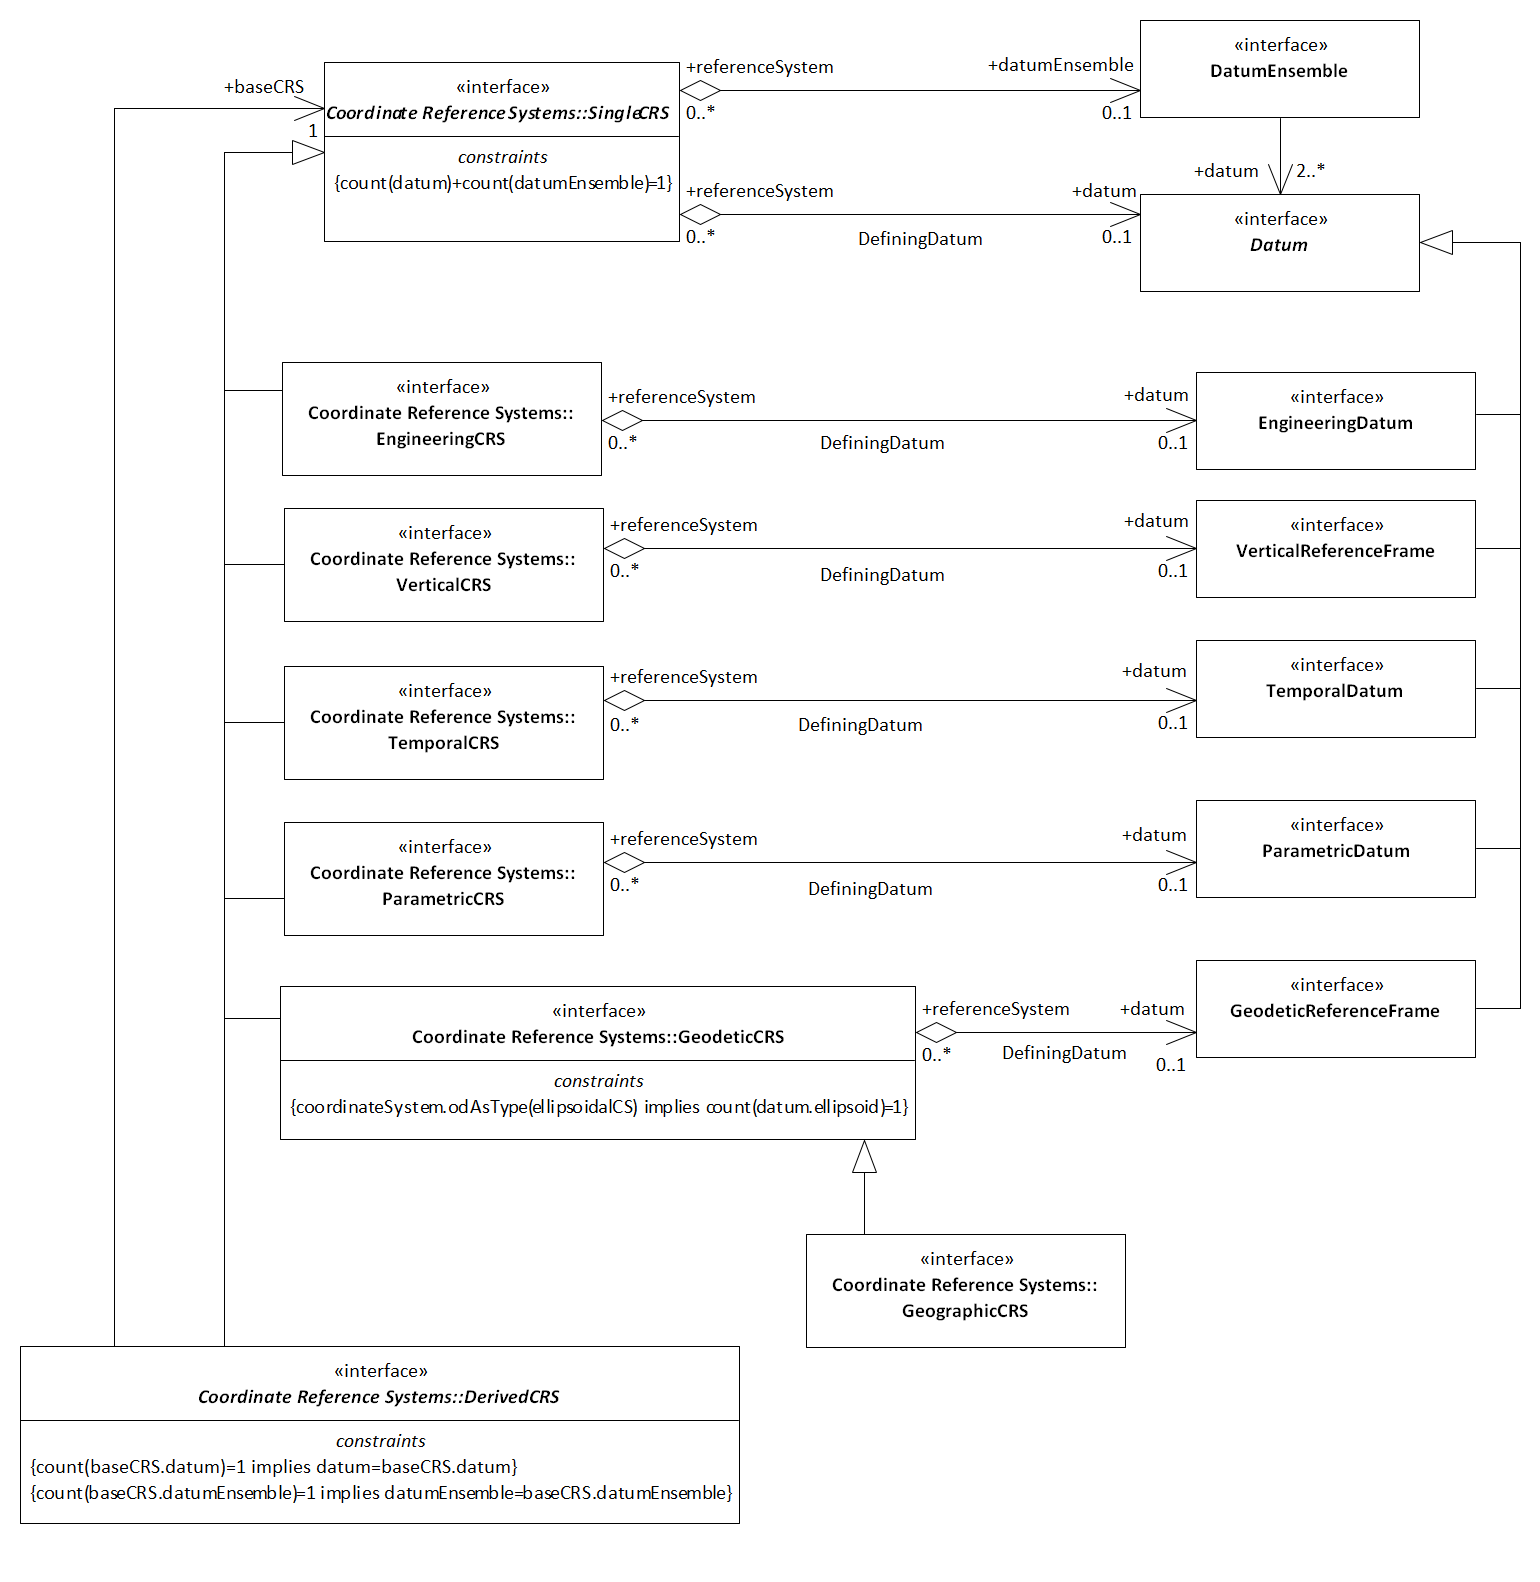 +baseCRS
1
«interface»
Coordinate Reference Systems::SingleCRS
constraints
{count(datum)+count(datumEnsemble)=1}
+referenceSystem
0..*
+datumEnsemble
0..1
«interface»
DatumEnsemble
+datum
2..*
+referenceSystem
0..*
DefiningDatum
+datum
0..1
«interface»
Datum
«interface»
Coordinate Reference Systems::
EngineeringCRS
+referenceSystem
0..*
DefiningDatum
+datum
0..1
«interface»
EngineeringDatum
«interface»
Coordinate Reference Systems::
VerticalCRS
+referenceSystem
0..*
DefiningDatum
+datum
0..1
«interface»
VerticalReferenceFrame
«interface»
Coordinate Reference Systems::
TemporalCRS
+referenceSystem
0..*
DefiningDatum
+datum
0..1
«interface»
TemporalDatum
«interface»
Coordinate Reference Systems::
ParametricCRS
+referenceSystem
0..*
DefiningDatum
+datum
0..1
«interface»
ParametricDatum
«interface»
Coordinate Reference Systems::GeodeticCRS
constraints
{coordinateSystem.odAsType(ellipsoidalCS) implies count(datum.ellipsoid)=1}
+referenceSystem
0..*
DefiningDatum
+datum
0..1
«interface»
GeodeticReferenceFrame
«interface»
Coordinate Reference Systems::
GeographicCRS
«interface»
Coordinate Reference Systems::DerivedCRS
constraints
{count(baseCRS.datum)=1 implies datum=baseCRS.datum}
{count(baseCRS.datumEnsemble)=1 implies datumEnsemble=baseCRS.datumEnsemble}